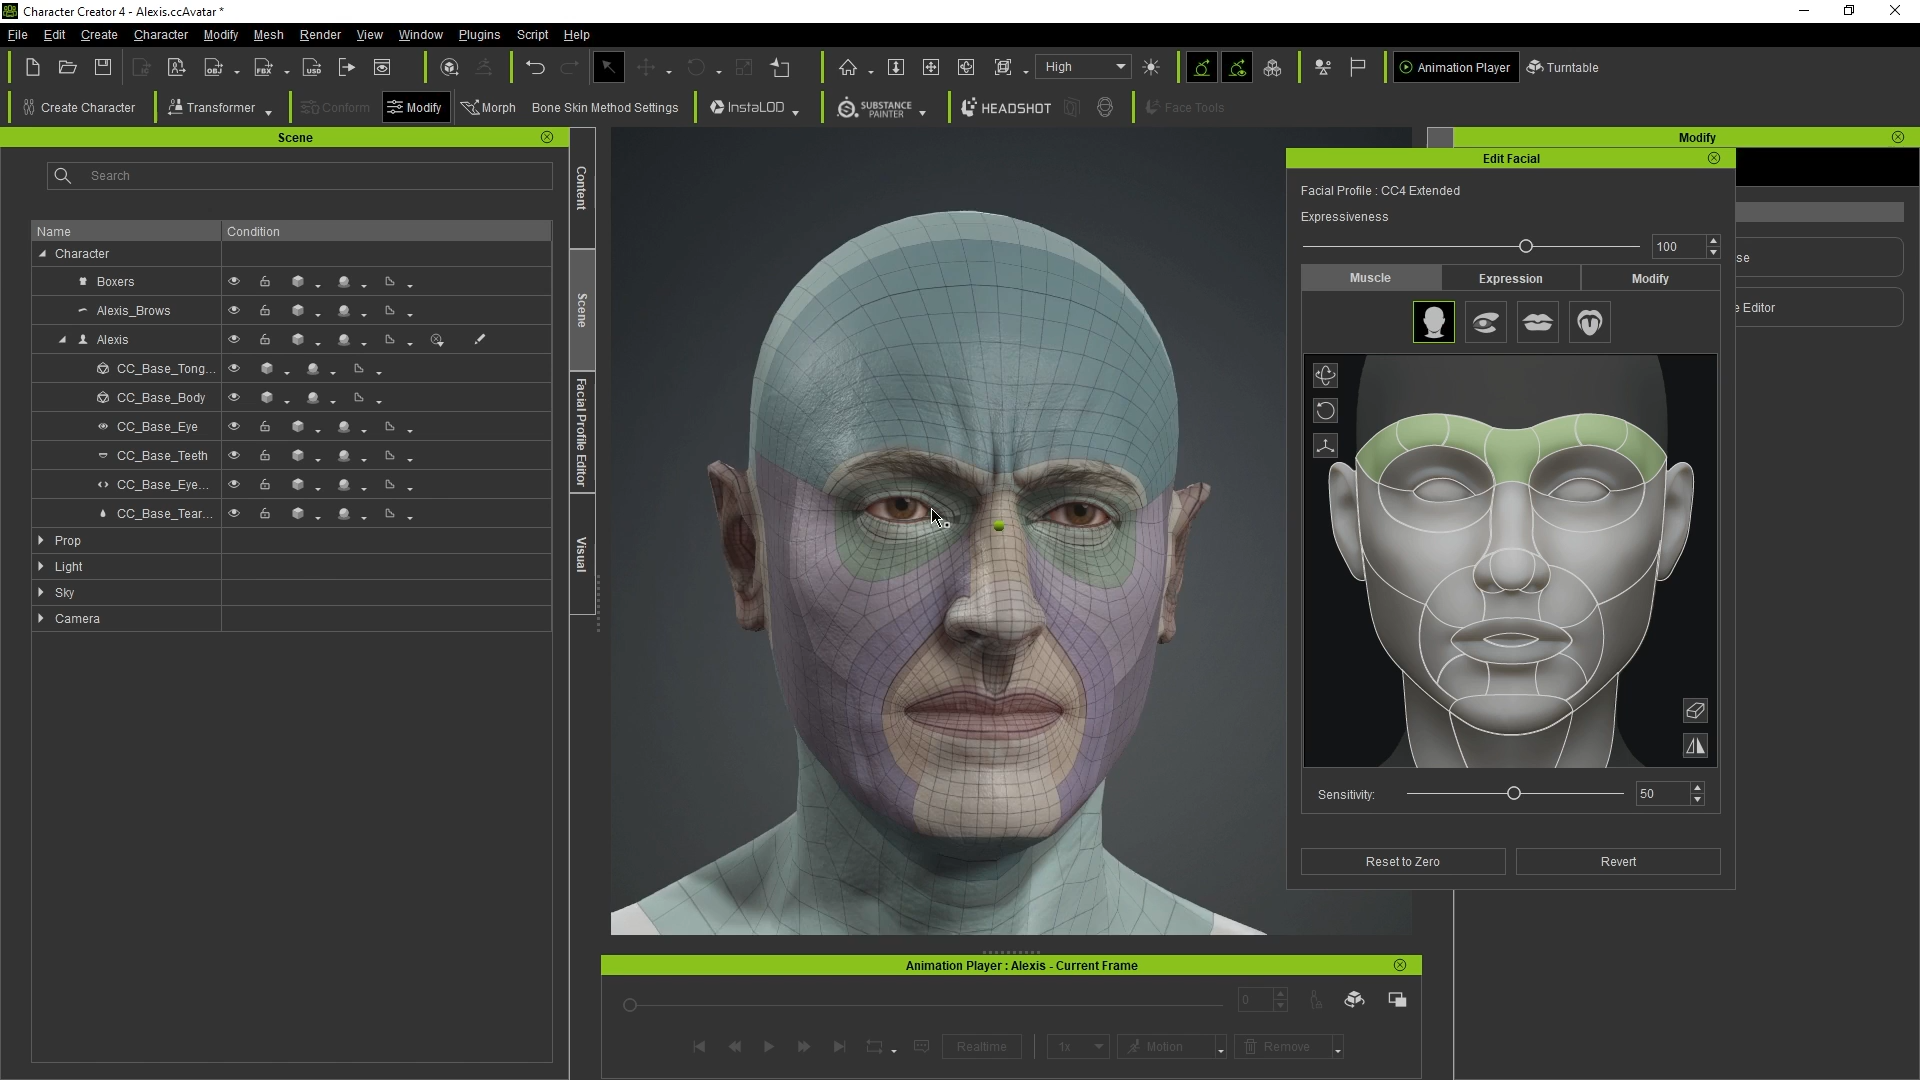 Character Creator 4 - Alexis.ccAvatar *
File Edit Create Character Modify Mesh Render View Window Plugins Script Help
OBJ FBX USD High Animation Player Turntable
Create Character Transformer Conform Modify Morph Bone Skin Method Settings InstaLOD SUBSTANCE PAINTER HEADSHOT Face Tools
Scene
Search
Name Condition
Character
Boxers
Alexis_Brows
Alexis
CC_Base_Tong...
CC_Base_Body
CC_Base_Eye
CC_Base_Teeth
CC_Base_Eye...
CC_Base_Tear...
Prop
Light
Sky
Camera
Content
Scene
Facial Profile Editor
Visual
Modify
se
e Editor
Edit Facial
Facial Profile : CC4 Extended
Expressiveness
100
Muscle Expression Modify
Sensitivity: 50
Reset to Zero Revert
Animation Player : Alexis - Current Frame
0
Realtime 1x Motion Remove